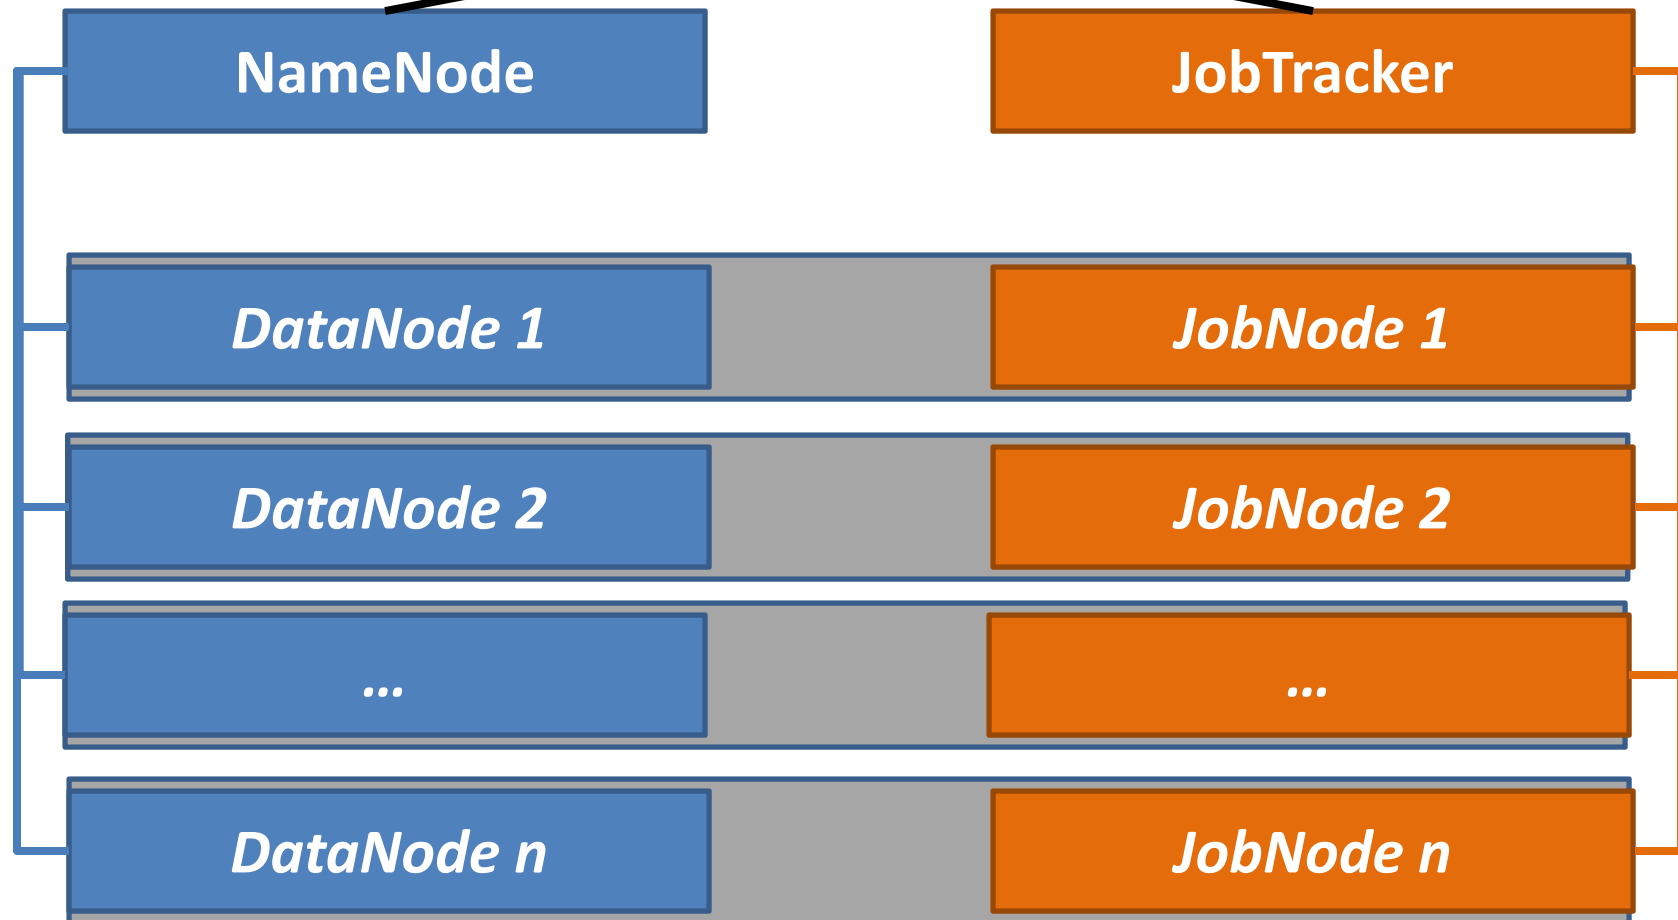 NameNode
JobTracker
DataNode 1
JobNode 1
DataNode 2
JobNode 2
...
...
DataNode n
JobNode n